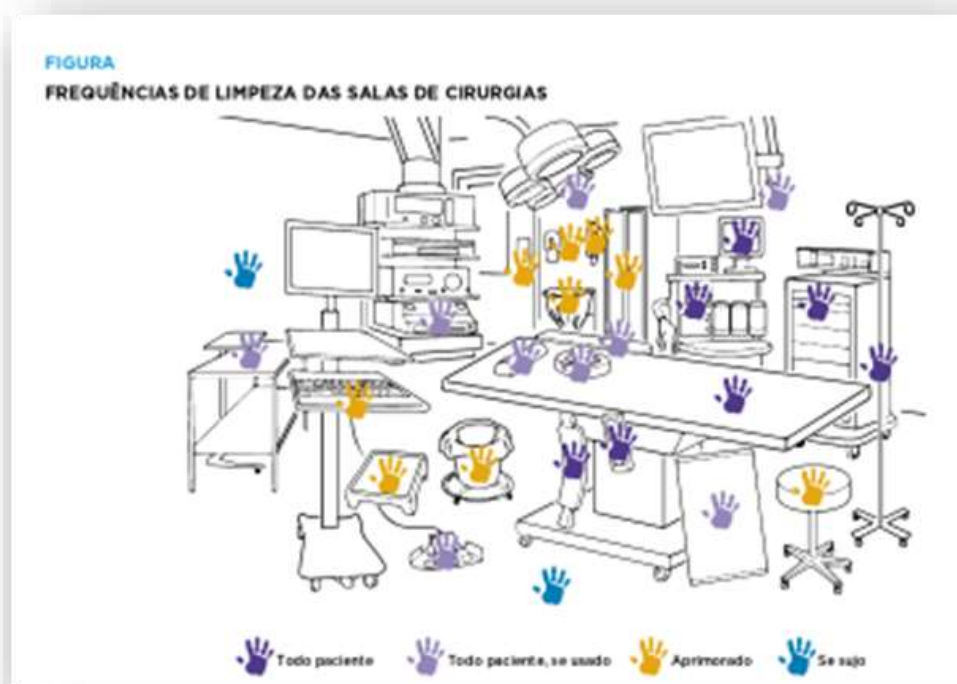 FIGURA
FREQUÊNCIAS DE LIMPEZA DAS SALAS DE CIRURGIAS
Todo paciente
Todo paciente, se usado
Aprimorado
Se sujo